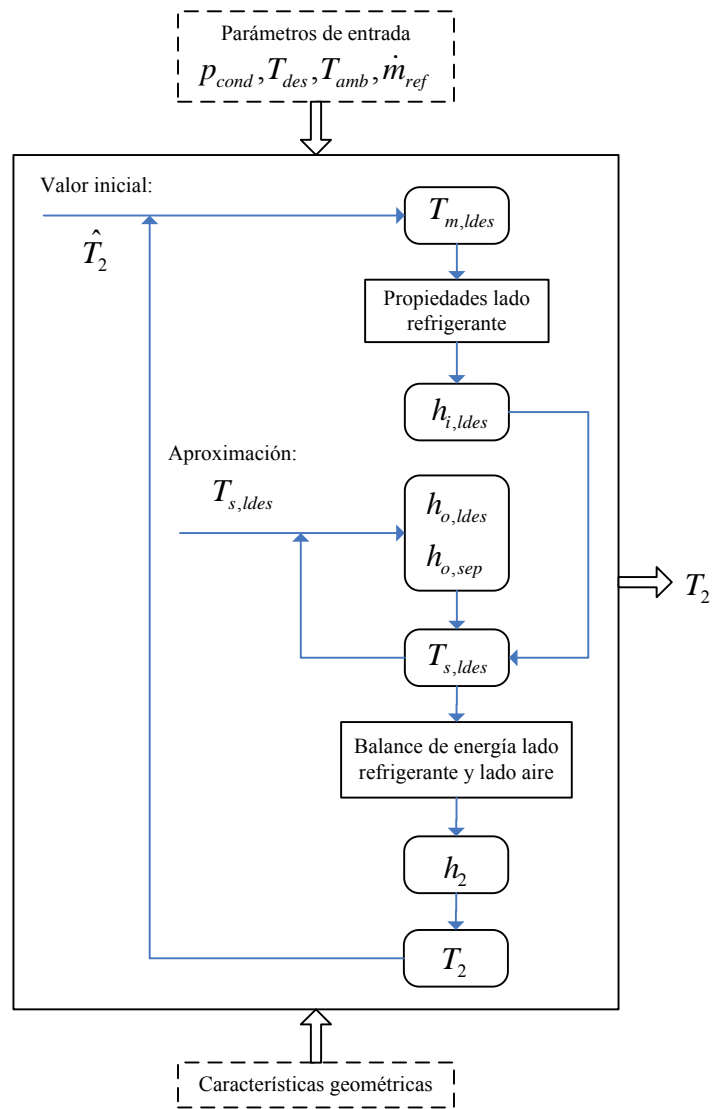 Parámetros de entrada
p_cond, T_des, T_amb, ṁ_ref
Valor inicial:
T̂_2
T_m,ldes
Propiedades lado
refrigerante
h_i,ldes
Aproximación:
T_s,ldes
h_o,ldes
h_o,sep
T_s,ldes
T_2
Balance de energía lado
refrigerante y lado aire
h_2
T_2
Características geométricas